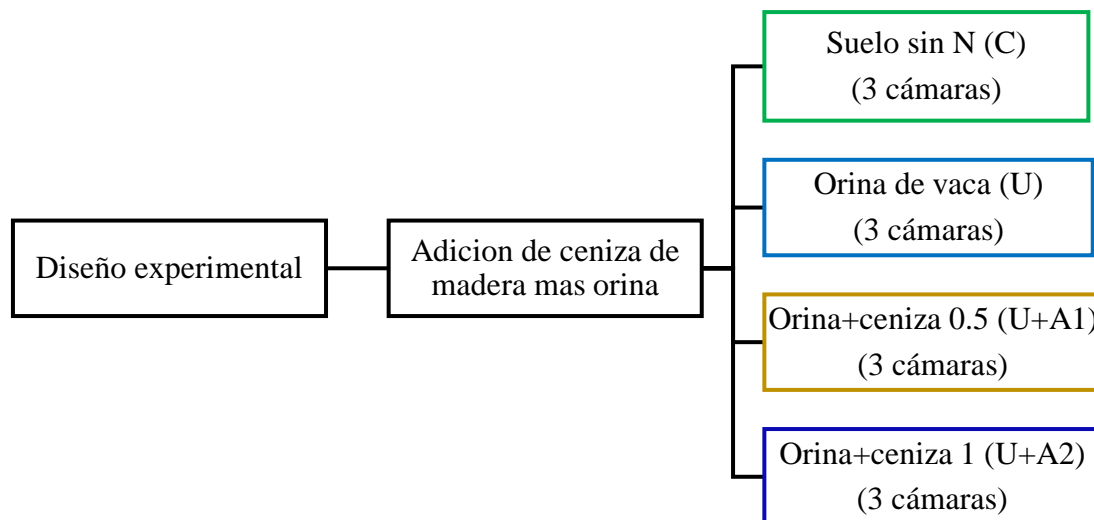 Diseño experimental
Adicion de ceniza de
madera mas orina
Suelo sin N (C)
(3 cámaras)
Orina de vaca (U)
(3 cámaras)
Orina+ceniza 0.5 (U+A1)
(3 cámaras)
Orina+ceniza 1 (U+A2)
(3 cámaras)